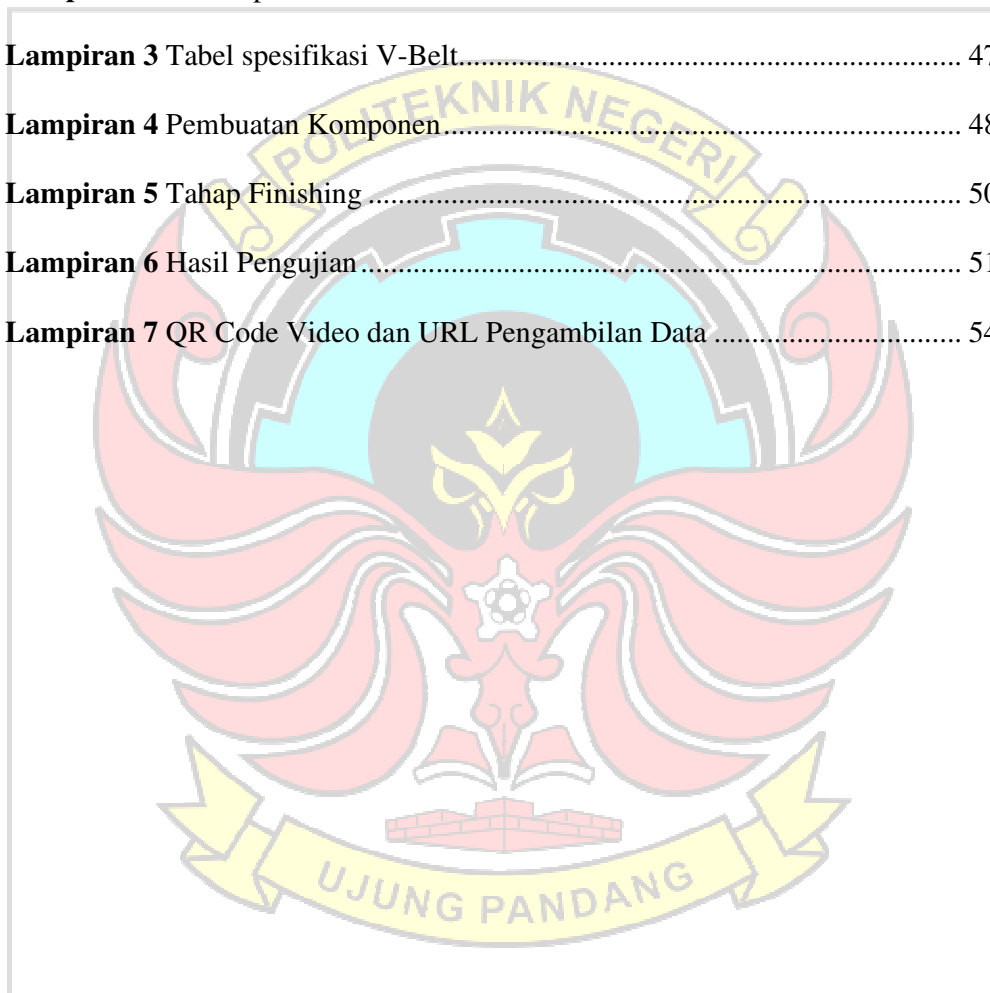 Lampiran 3 Tabel spesifikasi V-Belt................................................................ 47
Lampiran 4 Pembuatan Komponen.................................................................. 48
Lampiran 5 Tahap Finishing ............................................................................ 50
Lampiran 6 Hasil Pengujian............................................................................. 51
Lampiran 7 QR Code Video dan URL Pengambilan Data ............................... 54
POLITEKNIK NEGERI
UJUNG PANDANG